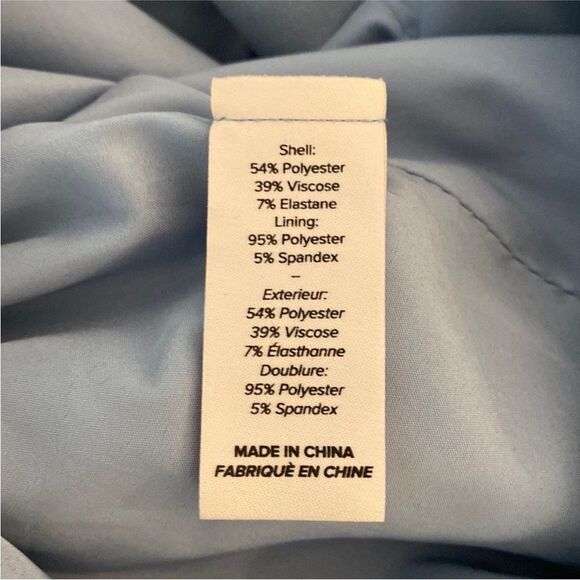 Shell:
54% Polyester
39% Viscose
7% Elastane
Lining:
95% Polyester
5% Spandex
–
Exterieur:
54% Polyester
39% Viscose
7% Élasthanne
Doublure:
95% Polyester
5% Spandex
MADE IN CHINA
FABRIQUÈ EN CHINE